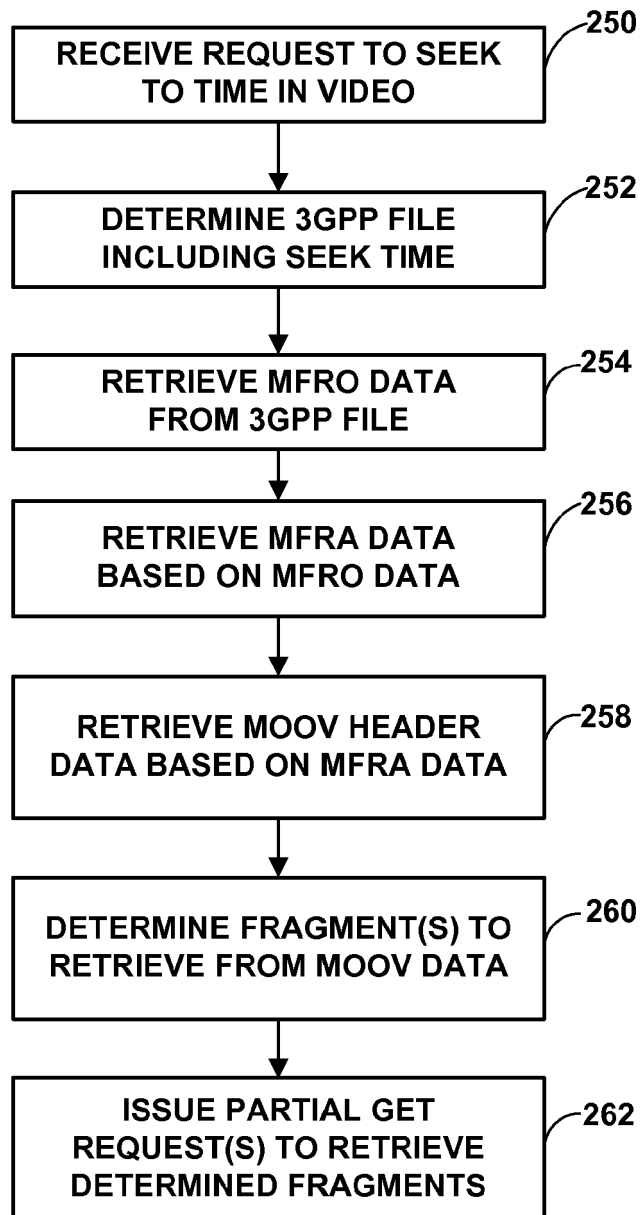 250
RECEIVE REQUEST TO SEEK
TO TIME IN VIDEO
252
DETERMINE 3GPP FILE
INCLUDING SEEK TIME
254
RETRIEVE MFRO DATA
FROM 3GPP FILE
256
RETRIEVE MFRA DATA
BASED ON MFRO DATA
258
RETRIEVE MOOV HEADER
DATA BASED ON MFRA DATA
260
DETERMINE FRAGMENT(S) TO
RETRIEVE FROM MOOV DATA
262
ISSUE PARTIAL GET
REQUEST(S) TO RETRIEVE
DETERMINED FRAGMENTS